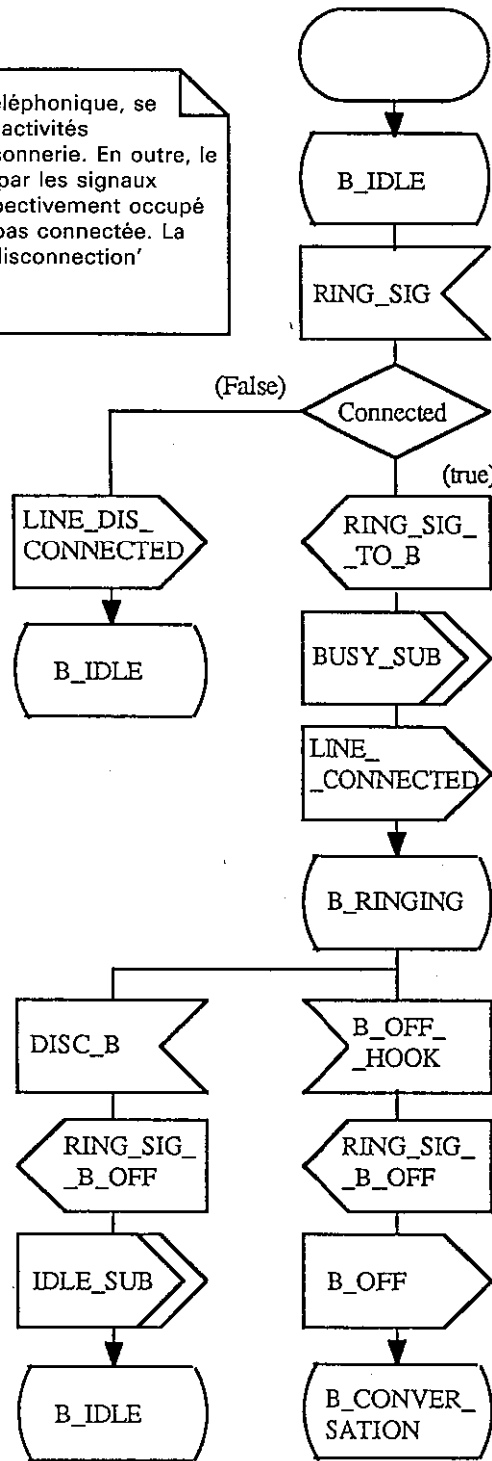 éléphonique, se
activités
sonnerie. En outre, le
par les signaux
pectivement occupé
pas connectée. La
disconnection'
B_IDLE
RING_SIG
(False)
Connected
(true)
LINE_DIS_
CONNECTED
RING_SIG_
_TO_B
B_IDLE
BUSY_SUB
LINE_
_CONNECTED
B_RINGING
DISC_B
B_OFF_
_HOOK
RING_SIG_
_B_OFF
RING_SIG_
_B_OFF
IDLE_SUB
B_OFF
B_IDLE
B_CONVER_
SATION